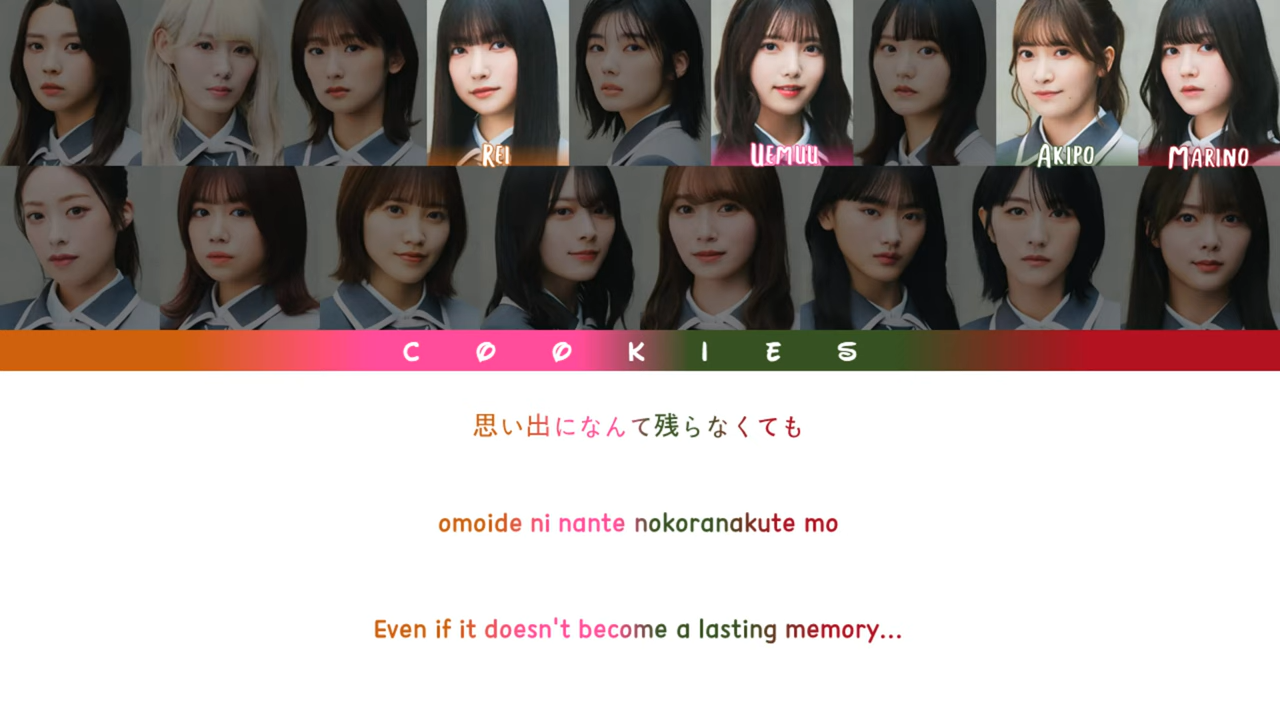 Rei Uemuu Akipo Marino
COOKIES
思い出になんて残らなくても
omoide ni nante nokoranakute mo
Even if it doesn't become a lasting memory...